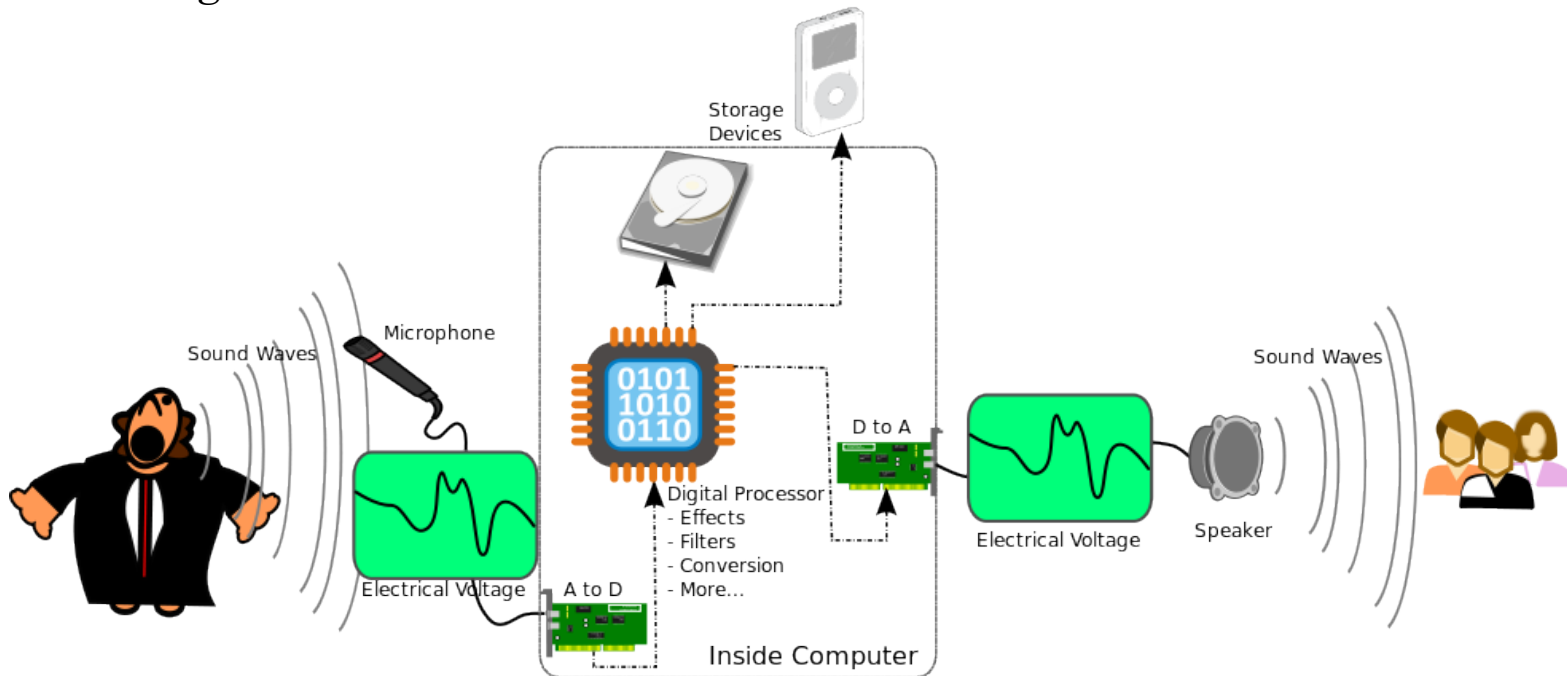 Storage
Devices
Microphone
Sound Waves
Sound Waves
0101
1010
0110
D to A
Digital Processor
- Effects
- Filters
- Conversion
- More...
Electrical Voltage
Speaker
Electrical Voltage
A to D
Inside Computer